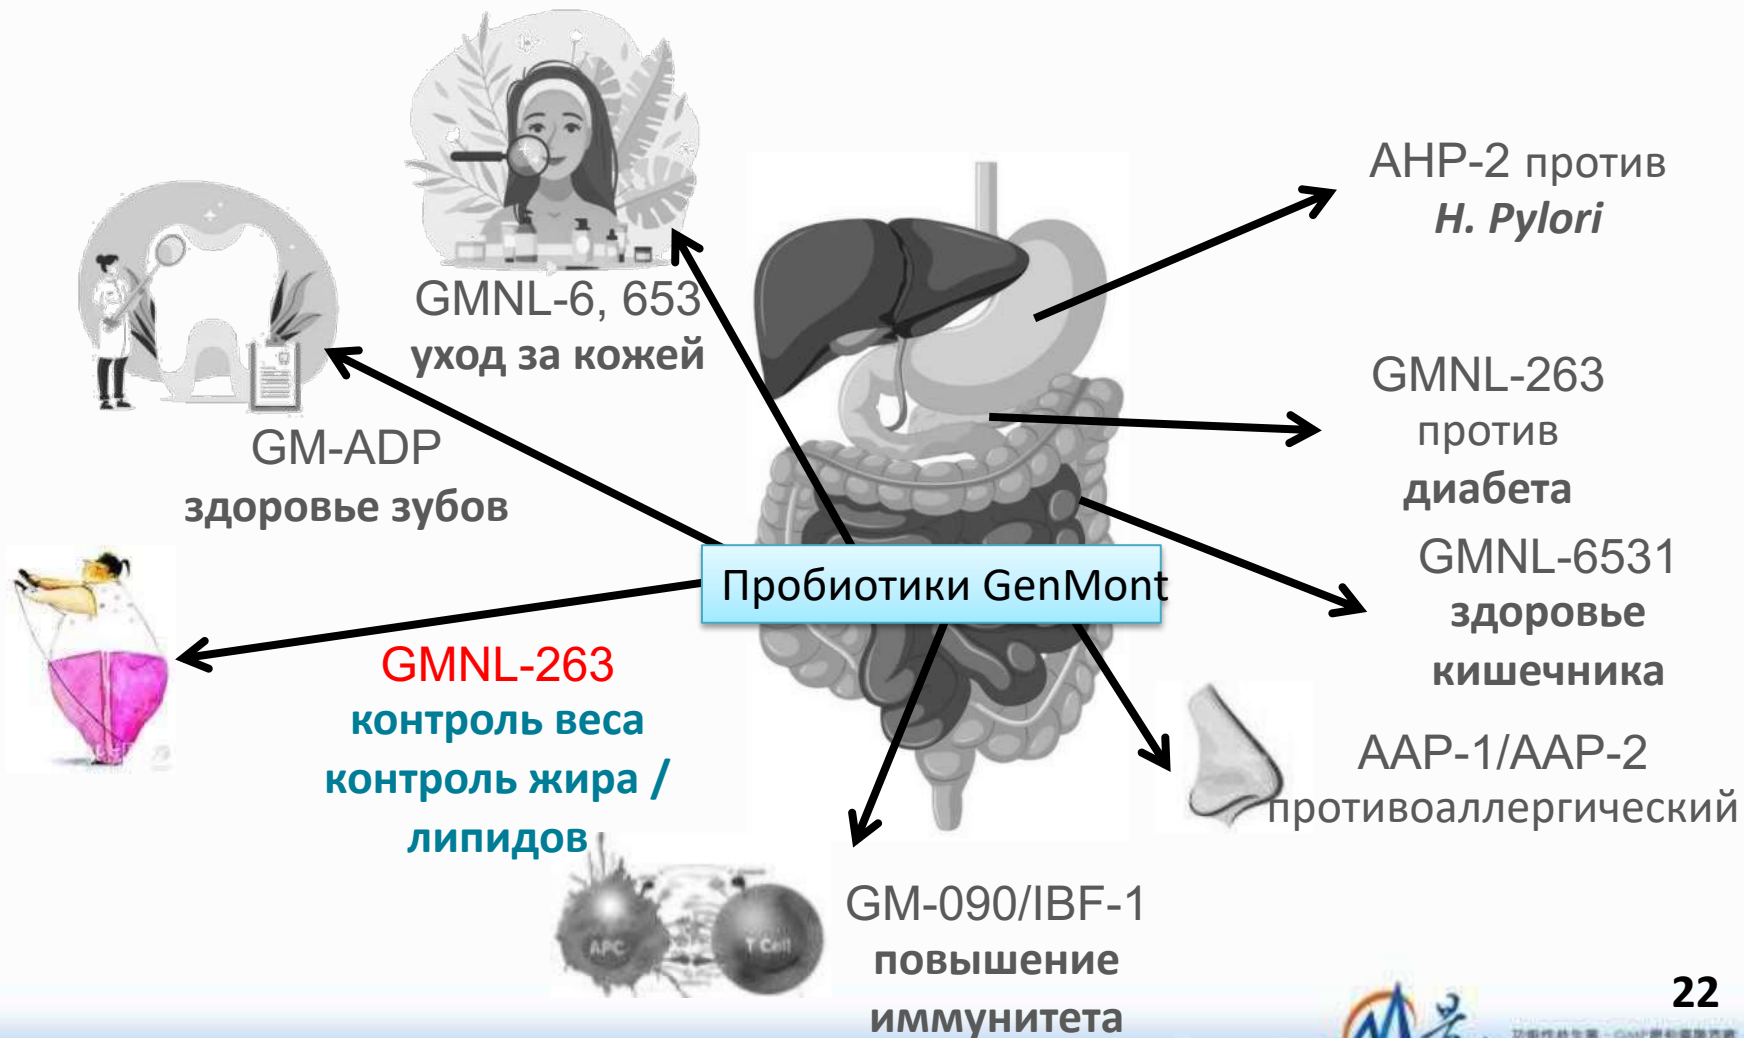 GMNL-6, 653
уход за кожей
GM-ADP
здоровье зубов
AHP-2 против
H. Pylori
GMNL-263
против
диабета
GMNL-6531
здоровье
кишечника
Пробиотики GenMont
GMNL-263
контроль веса
контроль жира /
липидов
AAP-1/AAP-2
противоаллергический
APC
T Cell
GM-090/IBF-1
повышение
иммунитета
22